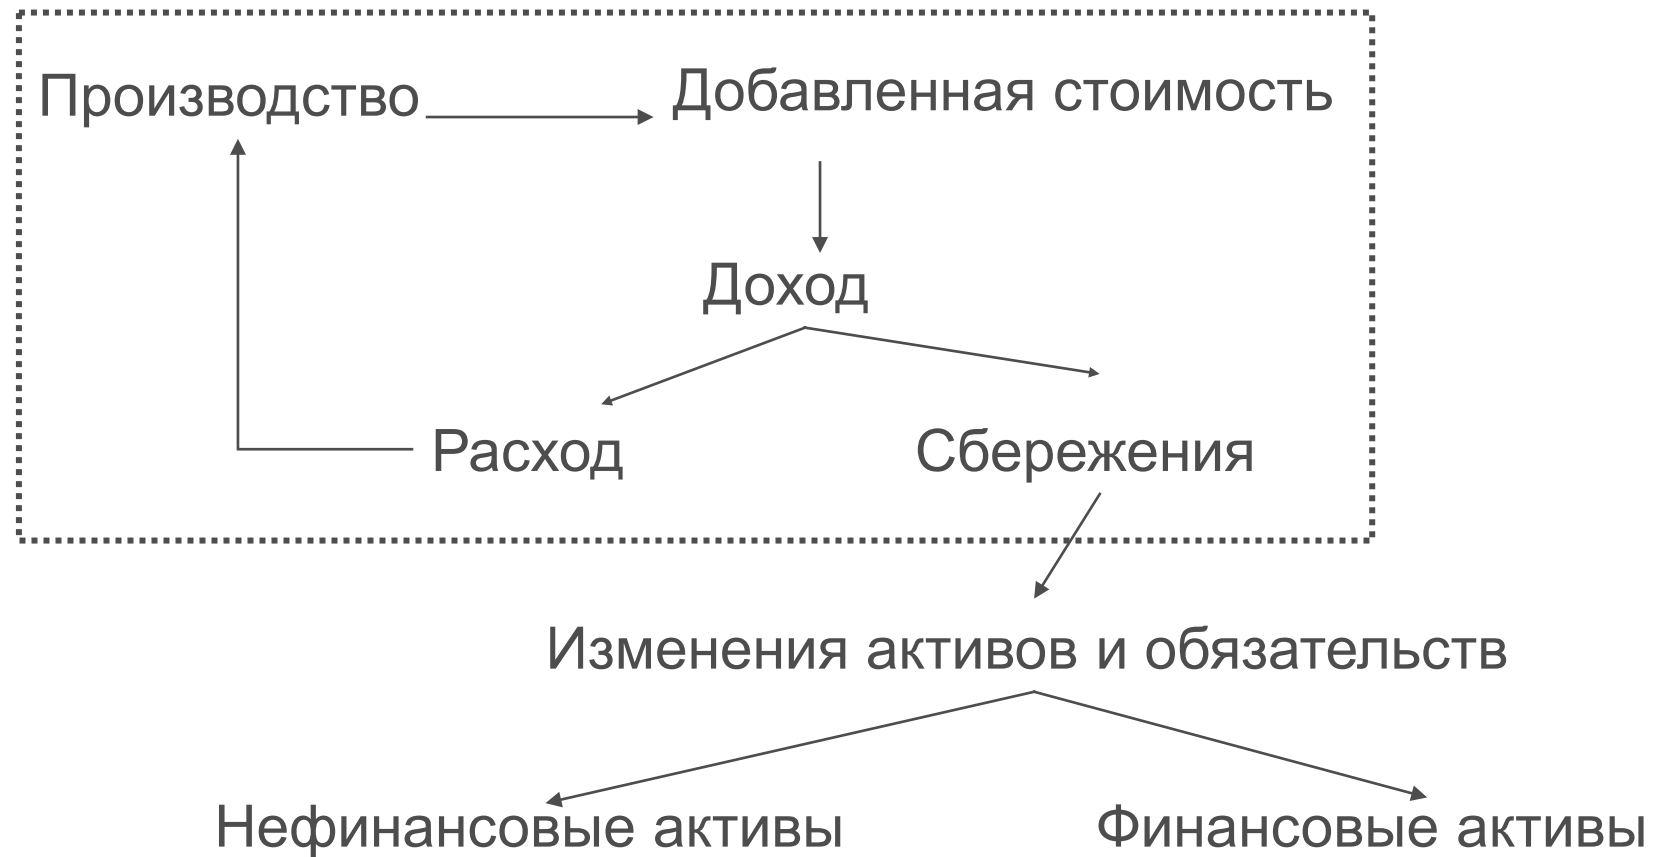 Производство
Добавленная стоимость
Доход
Расход
Сбережения
Изменения активов и обязательств
Нефинансовые активы
Финансовые активы